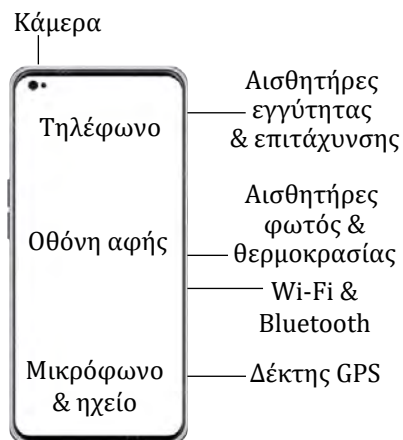 Κάμερα
Τηλέφωνο
Οθόνη αφής
Μικρόφωνο
& ηχείο
Αισθητήρες
εγγύτητας
& επιτάχυνσης
Αισθητήρες
φωτός &
θερμοκρασίας
Wi-Fi &
Bluetooth
Δέκτης GPS